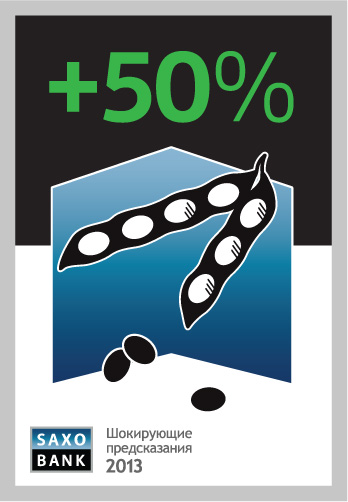 +50%
SAXO
BANK
Шокирующие
предсказания
2013